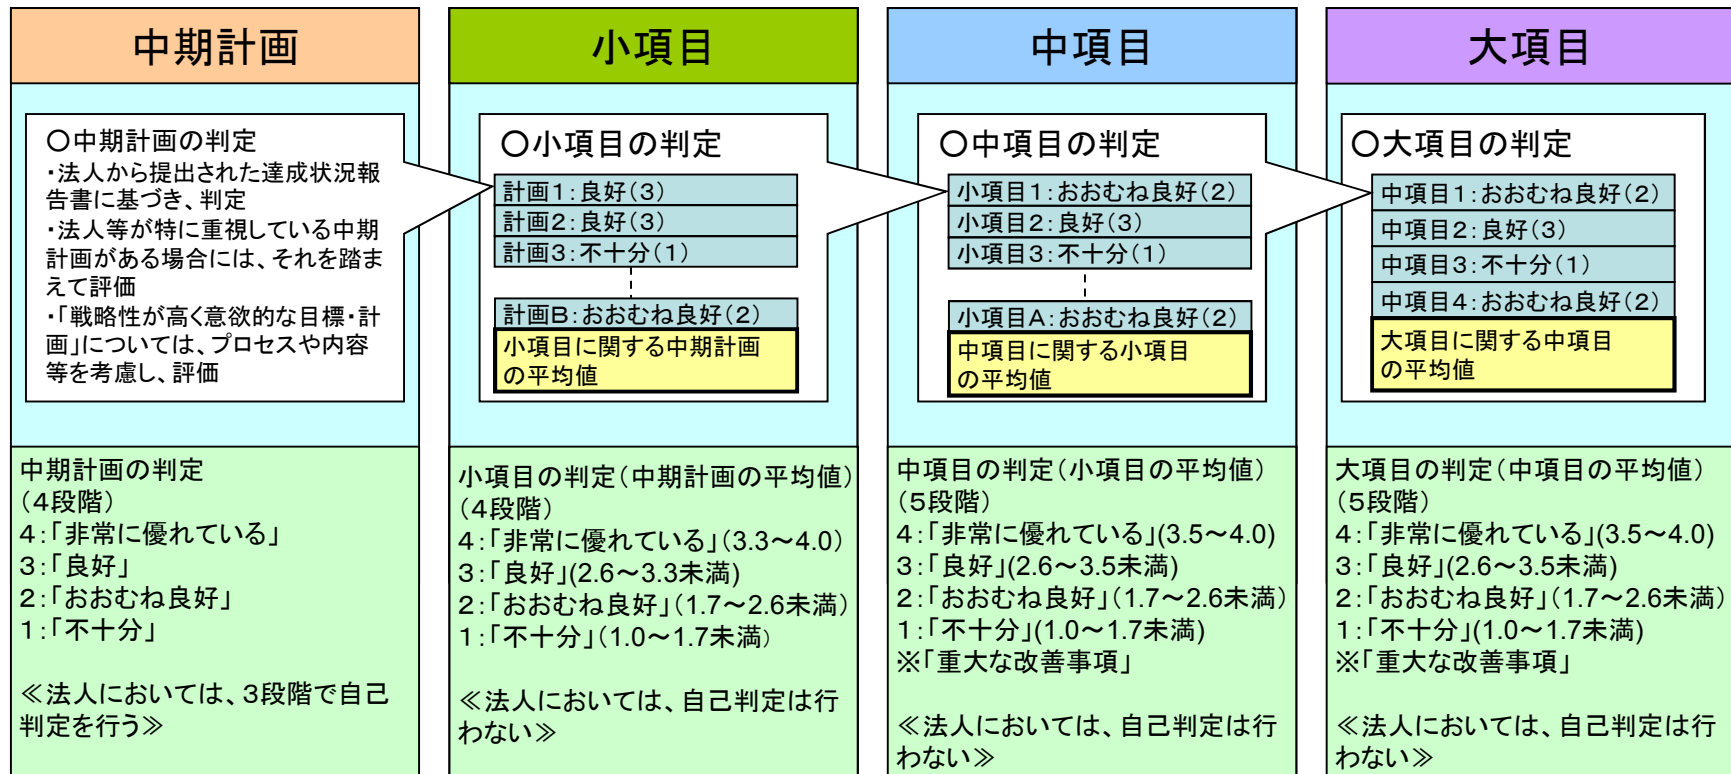 中期計画
〇中期計画の判定
・法人から提出された達成状況報
告書に基づき、判定
・法人等が特に重視している中期
計画がある場合には、それを踏ま
えて評価
・「戦略性が高く意欲的な目標・計
画」については、プロセスや内容
等を考慮し、評価
中期計画の判定
(4段階)
4:「非常に優れている」
3:「良好」
2:「おおむね良好」
1:「不十分」
≪法人においては、3段階で自己
判定を行う≫
小項目
〇小項目の判定
計画1:良好(3)
計画2:良好(3)
計画3:不十分(1)
計画B:おおむね良好(2)
小項目に関する中期計画
の平均値
小項目の判定(中期計画の平均値)
(4段階)
4:「非常に優れている」(3.3~4.0)
3:「良好」(2.6~3.3未満)
2:「おおむね良好」(1.7~2.6未満)
1:「不十分」(1.0~1.7未満)
≪法人においては、自己判定は行
わない≫
中項目
〇中項目の判定
小項目1:おおむね良好(2)
小項目2:良好(3)
小項目3:不十分(1)
小項目A:おおむね良好(2)
中項目に関する小項目
の平均値
中項目の判定(小項目の平均値)
(5段階)
4:「非常に優れている」(3.5~4.0)
3:「良好」(2.6~3.5未満)
2:「おおむね良好」(1.7~2.6未満)
1:「不十分」(1.0~1.7未満)
※「重大な改善事項」
≪法人においては、自己判定は行
わない≫
大項目
〇大項目の判定
中項目1:おおむね良好(2)
中項目2:良好(3)
中項目3:不十分(1)
中項目4:おおむね良好(2)
大項目に関する中項目
の平均値
大項目の判定(中項目の平均値)
(5段階)
4:「非常に優れている」(3.5~4.0)
3:「良好」(2.6~3.5未満)
2:「おおむね良好」(1.7~2.6未満)
1:「不十分」(1.0~1.7未満)
※「重大な改善事項」
≪法人においては、自己判定は行
わない≫